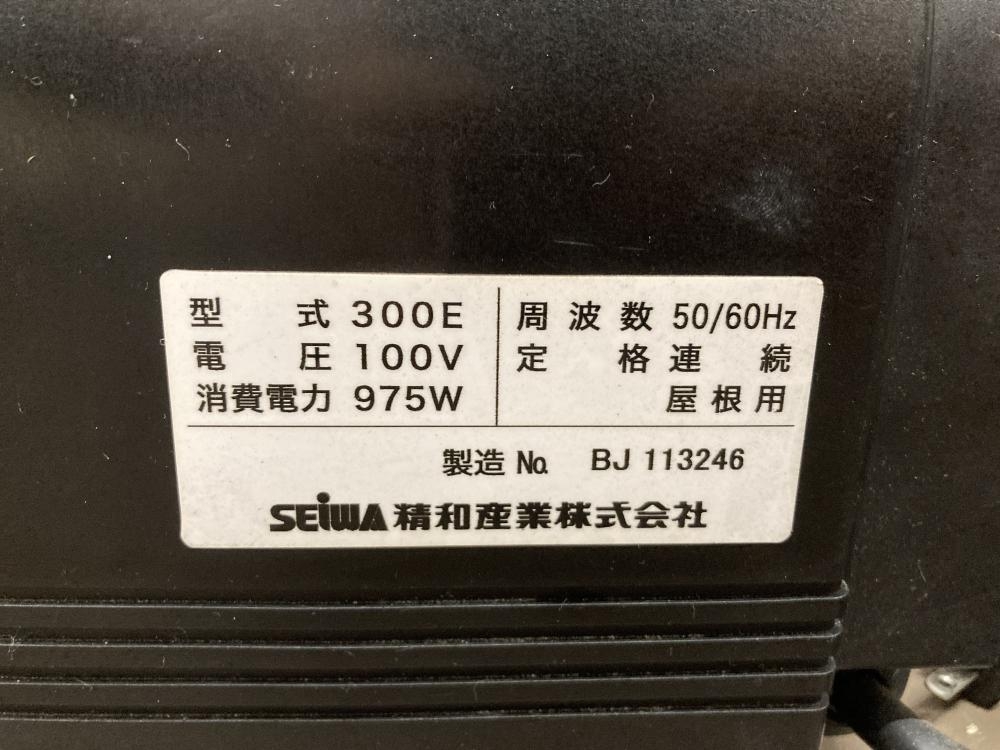 型式 300E
電圧 100V
消費電力 975W
周波数 50/60Hz
定格連続
屋根用
製造 No. BJ 113246
SEIWA 精和産業株式会社